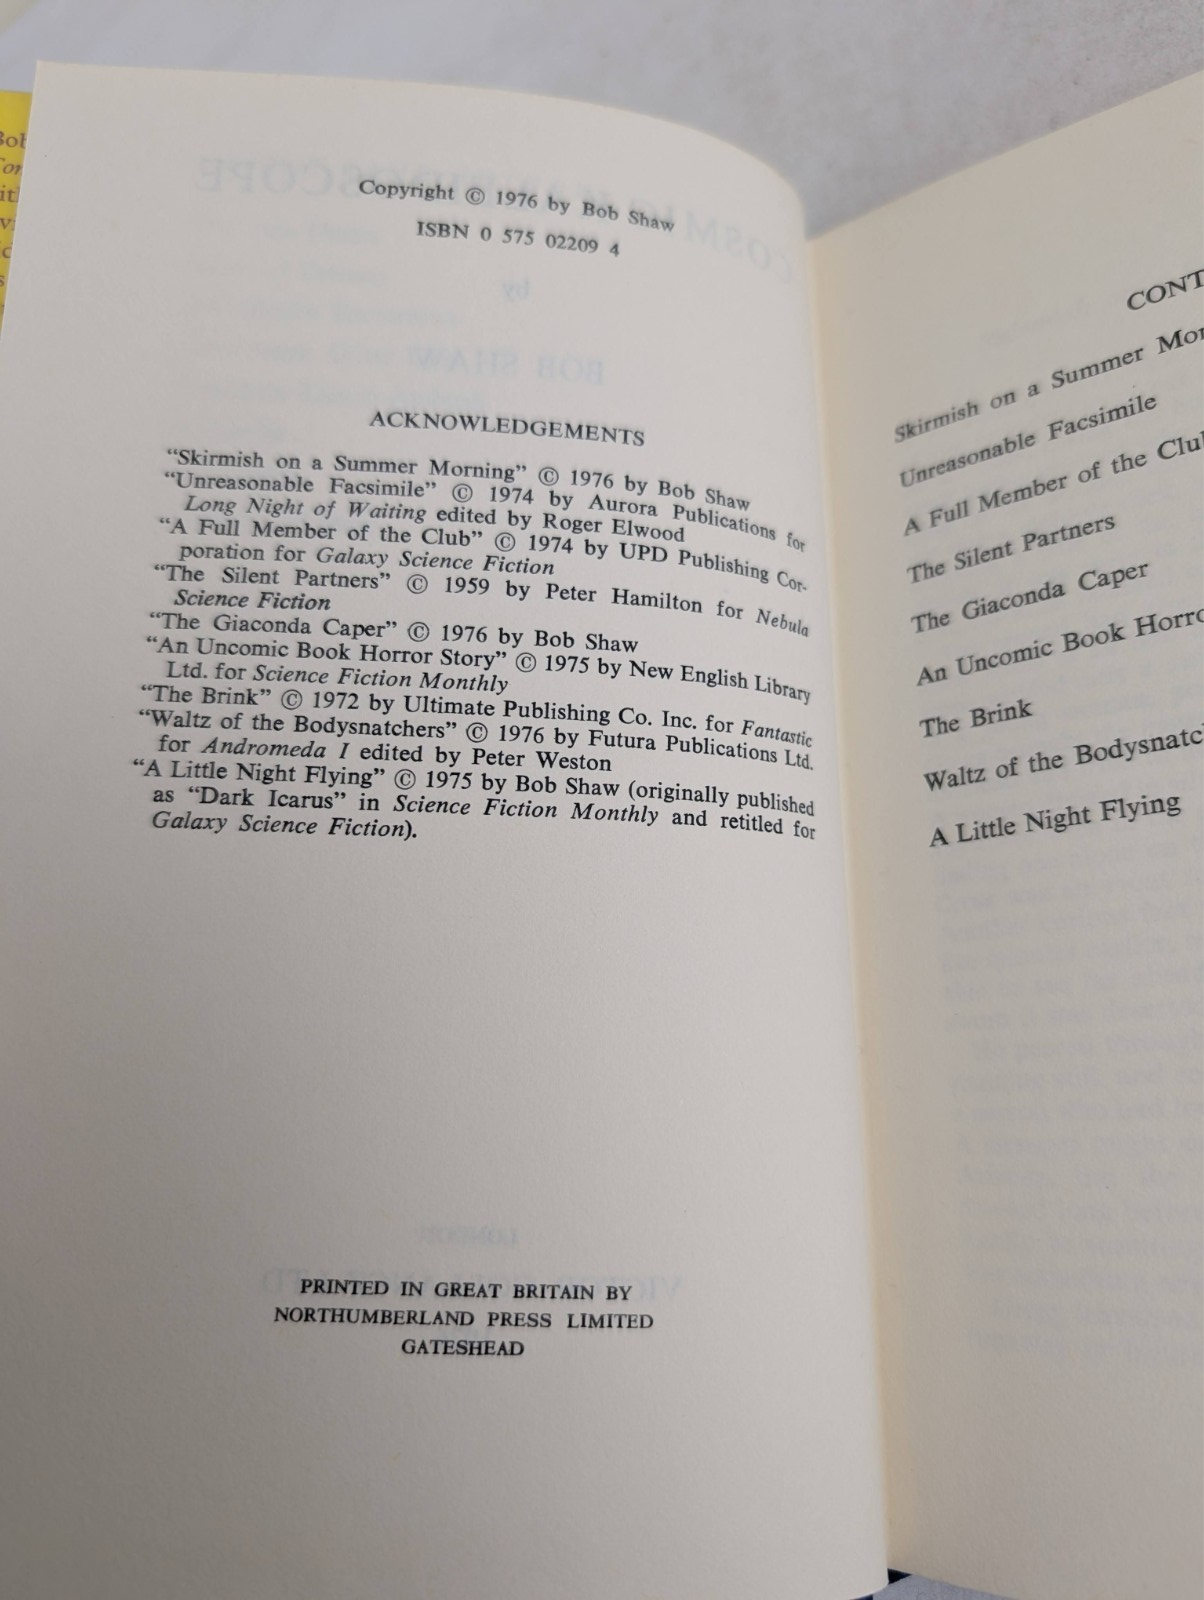 Copyright © 1976 by Bob Shaw
ISBN 0 575 02209 4
ACKNOWLEDGEMENTS
“Skirmish on a Summer Morning” © 1976 by Bob Shaw
“Unreasonable Facsimile” © 1974 by Aurora Publications for
Long Night of Waiting edited by Roger Elwood
“A Full Member of the Club” © 1974 by UPD Publishing Cor-
poration for Galaxy Science Fiction
“The Silent Partners” © 1959 by Peter Hamilton for Nebula
Science Fiction
“The Giaconda Caper” © 1976 by Bob Shaw
“An Uncomic Book Horror Story” © 1975 by New English Library
Ltd. for Science Fiction Monthly
“The Brink” © 1972 by Ultimate Publishing Co. Inc. for Fantastic
“Waltz of the Bodysnatchers” © 1976 by Futura Publications Ltd.
for Andromeda I edited by Peter Weston
“A Little Night Flying” © 1975 by Bob Shaw (originally published
as “Dark Icarus” in Science Fiction Monthly and retitled for
Galaxy Science Fiction).
PRINTED IN GREAT BRITAIN BY
NORTHUMBERLAND PRESS LIMITED
GATESHEAD
CONT
Skirmish on a Summer Mor
Unreasonable Facsimile
A Full Member of the Clu
The Silent Partners
The Giaconda Caper
An Uncomic Book Horro
The Brink
Waltz of the Bodysnatc
A Little Night Flying